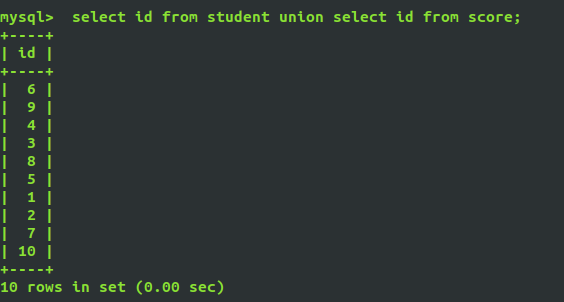 mysql>  select id from student union select id from score;
+----+
| id |
+----+
|  6 |
|  9 |
|  4 |
|  3 |
|  8 |
|  5 |
|  1 |
|  2 |
|  7 |
| 10 |
+----+
10 rows in set (0.00 sec)